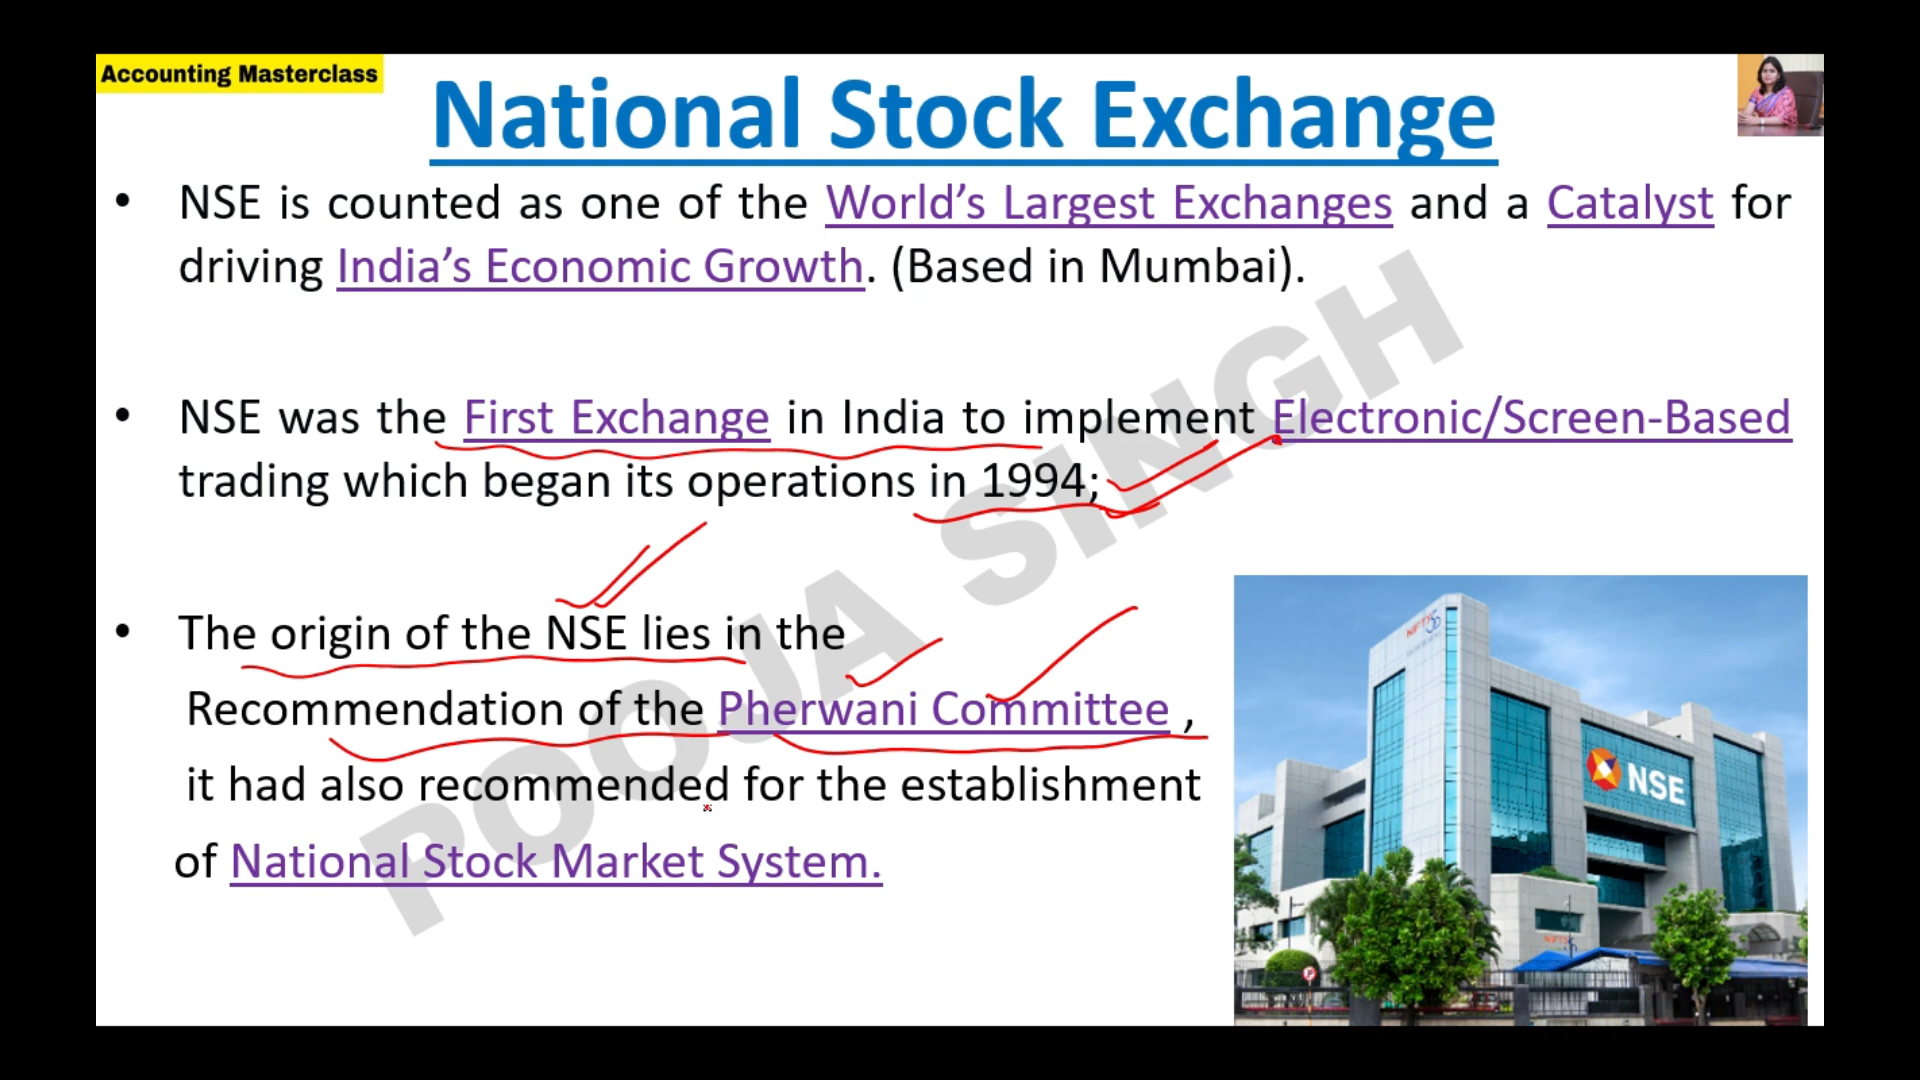 Accounting Masterclass
National Stock Exchange
• NSE is counted as one of the World’s Largest Exchanges and a Catalyst for
driving India’s Economic Growth. (Based in Mumbai).
• NSE was the First Exchange in India to implement Electronic/Screen-Based
trading which began its operations in 1994;
• The origin of the NSE lies in the
Recommendation of the Pherwani Committee ,
it had also recommended for the establishment
of National Stock Market System.
POOJA SINGH
NIFTY 50
NSE